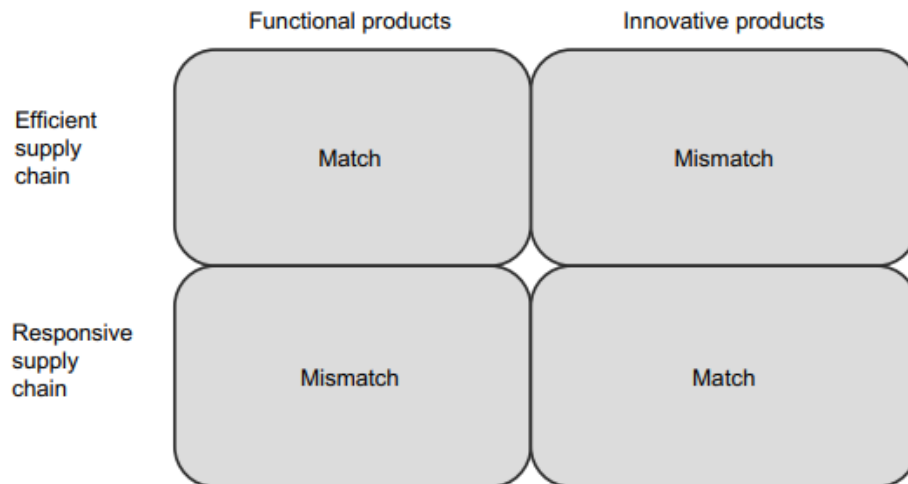 Functional products
Innovative products
Efficient
supply
chain
Match
Mismatch
Responsive
supply
chain
Mismatch
Match